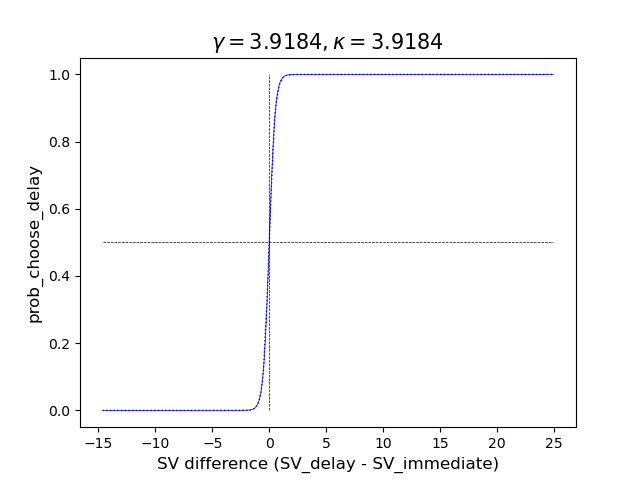 γ = 3.9184, κ = 3.9184
1.0
0.8
0.6
0.4
0.2
0.0
prob_choose_delay
−15 −10 −5 0 5 10 15 20 25
SV difference (SV_delay - SV_immediate)